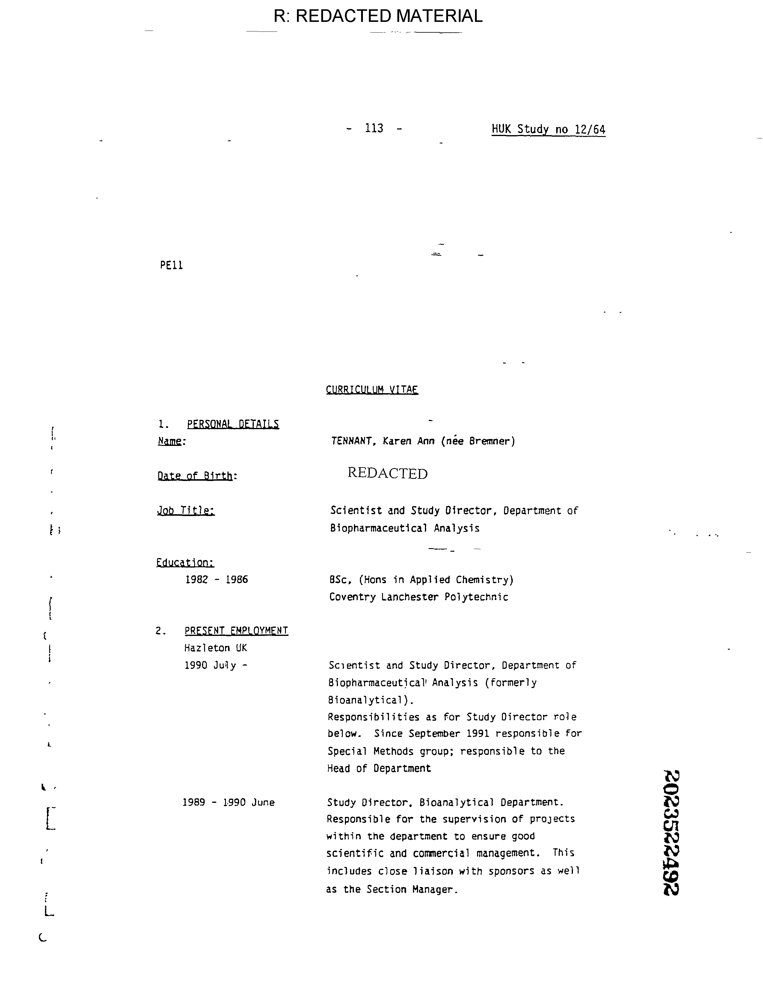 R: REDACTED MATERIAL
- 113 - HUK Study no 12/64
PE11
CURRICULUM VITAE
1. PERSONAL DETAILS
Name: TENNANT, Karen Ann (née Bremner)
Date of Birth: REDACTED
Job Title: Scientist and Study Director, Department of
Biopharmaceutical Analysis
Education:
1982 - 1986 BSc, (Hons in Applied Chemistry)
Coventry Lanchester Polytechnic
2. PRESENT EMPLOYMENT
Hazleton UK
1990 July - Scientist and Study Director, Department of
Biopharmaceutical Analysis (formerly
Bioanalytical).
Responsibilities as for Study Director role
below. Since September 1991 responsible for
Special Methods group; responsible to the
Head of Department
1989 - 1990 June Study Director, Bioanalytical Department.
Responsible for the supervision of projects
within the department to ensure good
scientific and commercial management. This
includes close liaison with sponsors as well
as the Section Manager.
2023522492